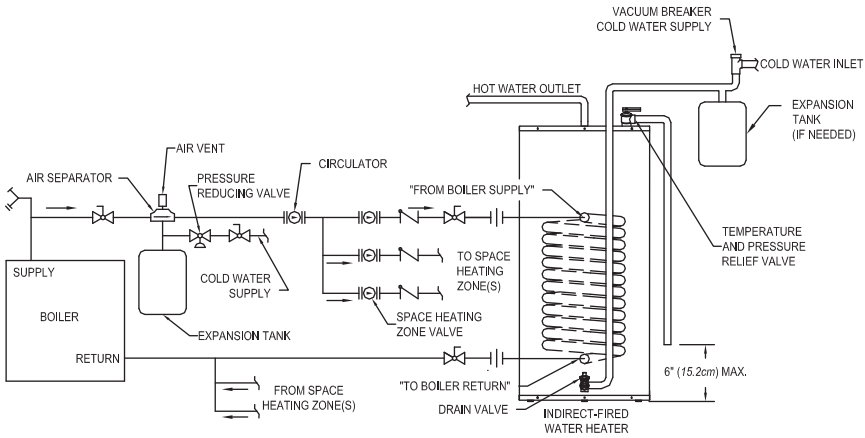 VACUUM BREAKER
COLD WATER SUPPLY
COLD WATER INLET
HOT WATER OUTLET
EXPANSION
TANK
(IF NEEDED)
AIR VENT
AIR SEPARATOR
PRESSURE
REDUCING VALVE
CIRCULATOR
"FROM BOILER SUPPLY"
TEMPERATURE
AND PRESSURE
RELIEF VALVE
SUPPLY
BOILER
RETURN
COLD WATER
SUPPLY
TO SPACE
HEATING
ZONE(S)
EXPANSION TANK
SPACE HEATING
ZONE VALVE
6" (15.2cm) MAX.
"TO BOILER RETURN"
FROM SPACE
HEATING ZONE(S)
DRAIN VALVE
INDIRECT-FIRED
WATER HEATER